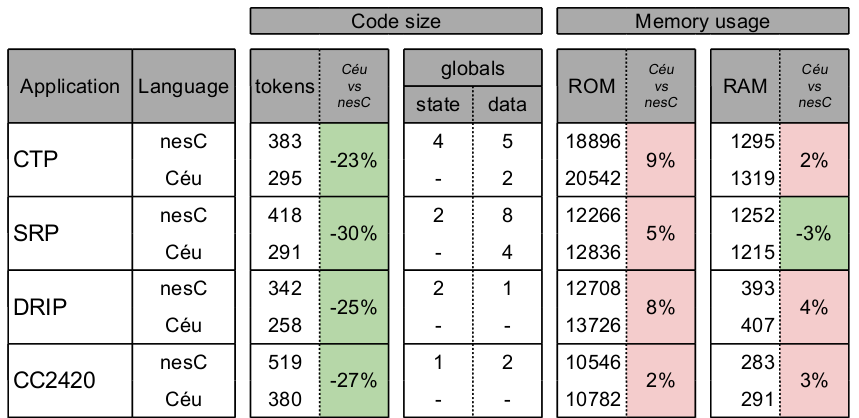 Code size Memory usage
Application Language tokens Céu vs nesC globals ROM Céu vs nesC RAM Céu vs nesC
state data
CTP nesC 383 -23% 4 5 18896 9% 1295 2%
Céu 295 - 2 20542 1319
SRP nesC 418 -30% 2 8 12266 5% 1252 -3%
Céu 291 - 4 12836 1215
DRIP nesC 342 -25% 2 1 12708 8% 393 4%
Céu 258 - - 13726 407
CC2420 nesC 519 -27% 1 2 10546 2% 283 3%
Céu 380 - - 10782 291